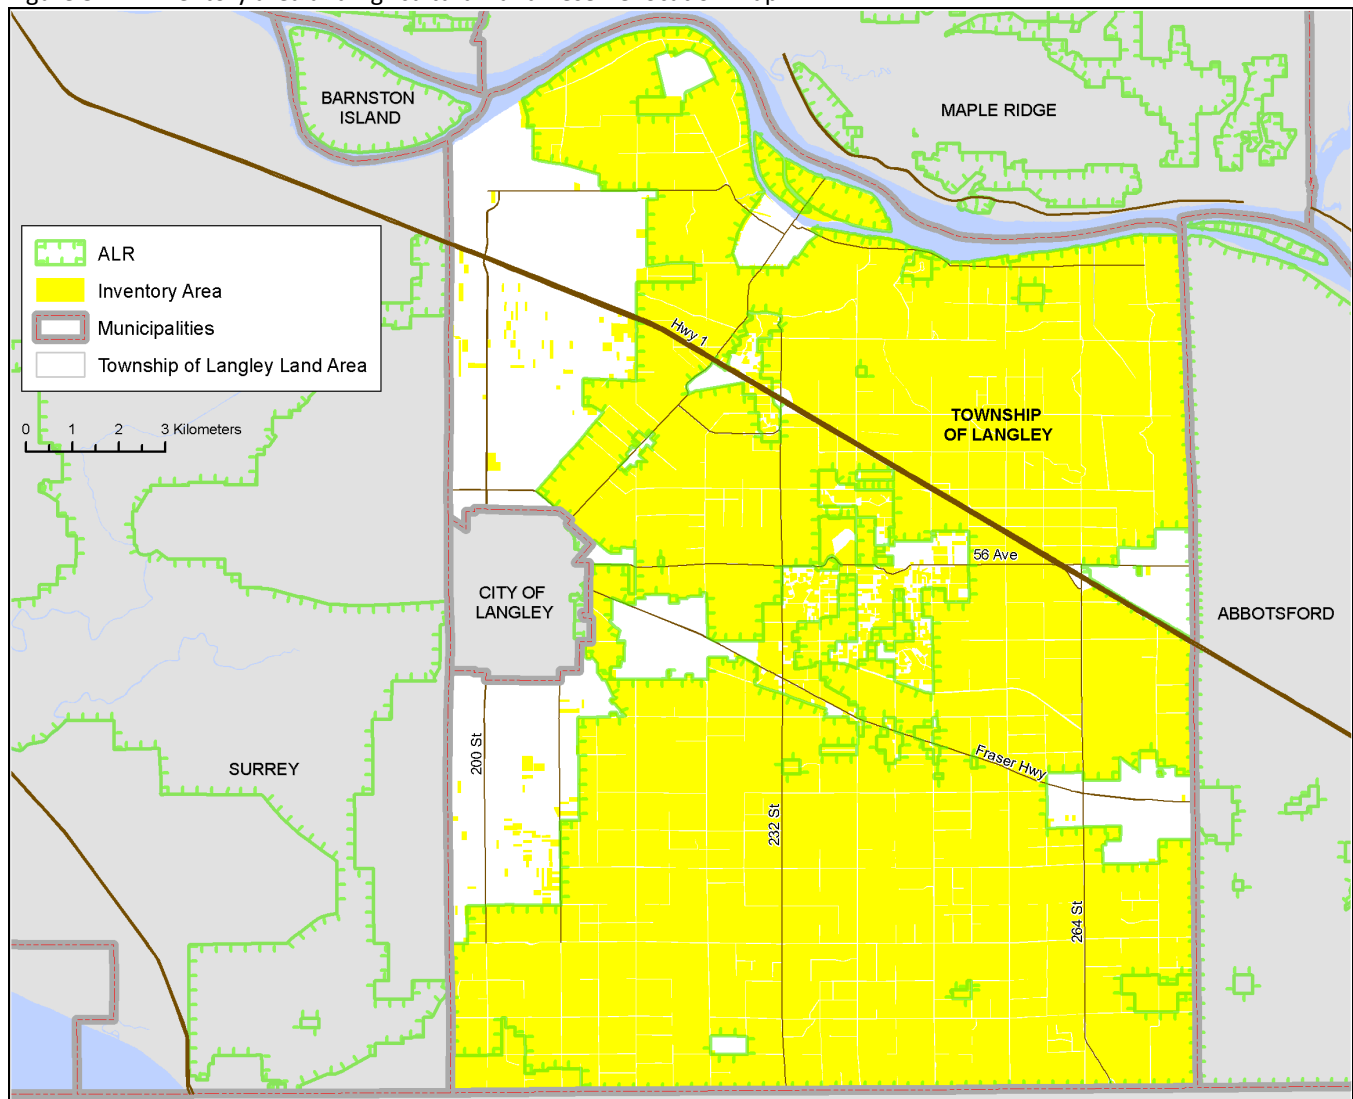 BARNSTON
ISLAND
MAPLE RIDGE
ALR
Inventory Area
Municipalities
Township of Langley Land Area
0 1 2 3 Kilometers
Hwy 1
TOWNSHIP
OF LANGLEY
56 Ave
CITY OF
LANGLEY
ABBOTSFORD
200 St
SURREY
Fraser Hwy
232 St
264 St